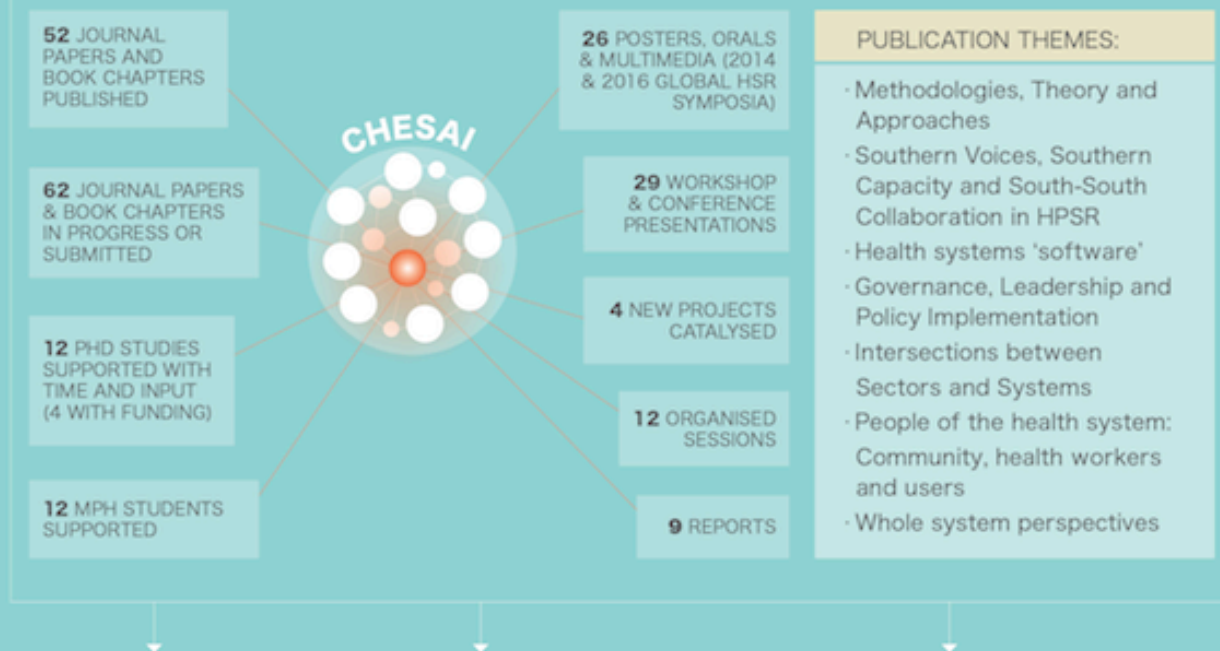 52 JOURNAL
PAPERS AND
BOOK CHAPTERS
PUBLISHED
62 JOURNAL PAPERS
& BOOK CHAPTERS
IN PROGRESS OR
SUBMITTED
12 PHD STUDIES
SUPPORTED WITH
TIME AND INPUT
(4 WITH FUNDING)
12 MPH STUDENTS
SUPPORTED
CHESAI
26 POSTERS, ORALS
& MULTIMEDIA (2014
& 2016 GLOBAL HSR
SYMPOSIA)
29 WORKSHOP
& CONFERENCE
PRESENTATIONS
4 NEW PROJECTS
CATALYSED
12 ORGANISED
SESSIONS
9 REPORTS
PUBLICATION THEMES:
· Methodologies, Theory and
Approaches
· Southern Voices, Southern
Capacity and South-South
Collaboration in HPSR
· Health systems ‘software’
· Governance, Leadership and
Policy Implementation
· Intersections between
Sectors and Systems
· People of the health system:
Community, health workers
and users
· Whole system perspectives